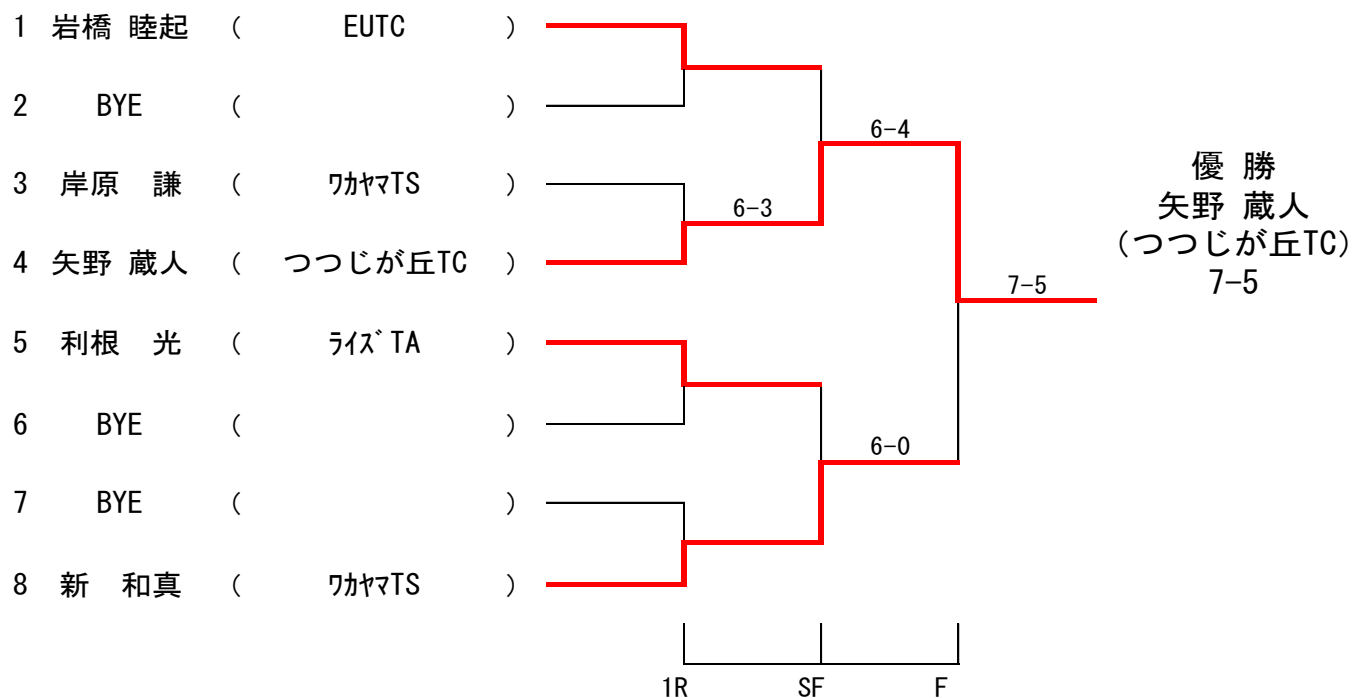 1 岩橋 睦起 ( EUTC )
2 BYE ( )
6-4
3 岸原 謙 ( ﾜｶﾔﾏTS )
6-3
4 矢野 蔵人 ( つつじが丘TC )
優 勝
矢野 蔵人
(つつじが丘TC)
7-5
7-5
5 利根 光 ( ﾗｲｽﾞTA )
6 BYE ( )
6-0
7 BYE ( )
8 新 和真 ( ﾜｶﾔﾏTS )
1R SF F